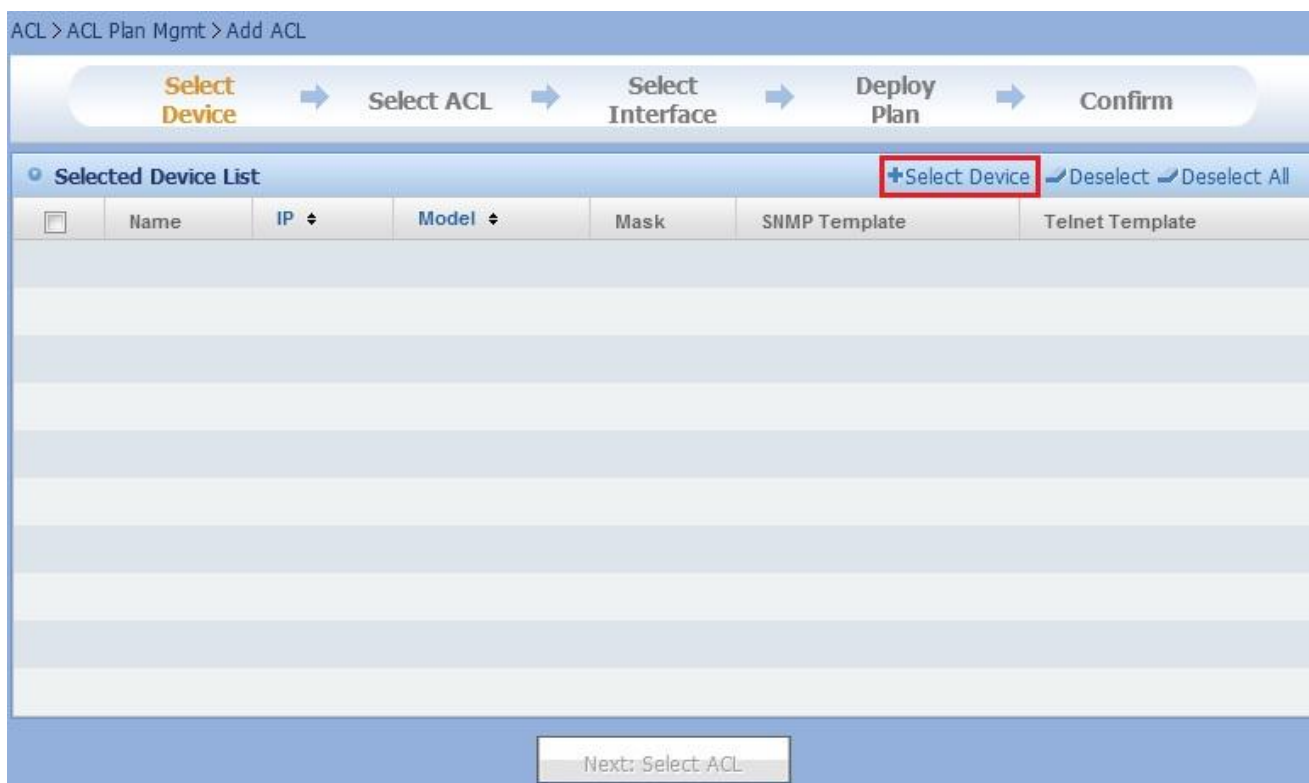 ACL > ACL Plan Mgmt > Add ACL
Select Device
Select ACL
Select Interface
Deploy Plan
Confirm
Selected Device List
+Select Device Deselect Deselect All
Name IP Model Mask SNMP Template Telnet Template
Next: Select ACL